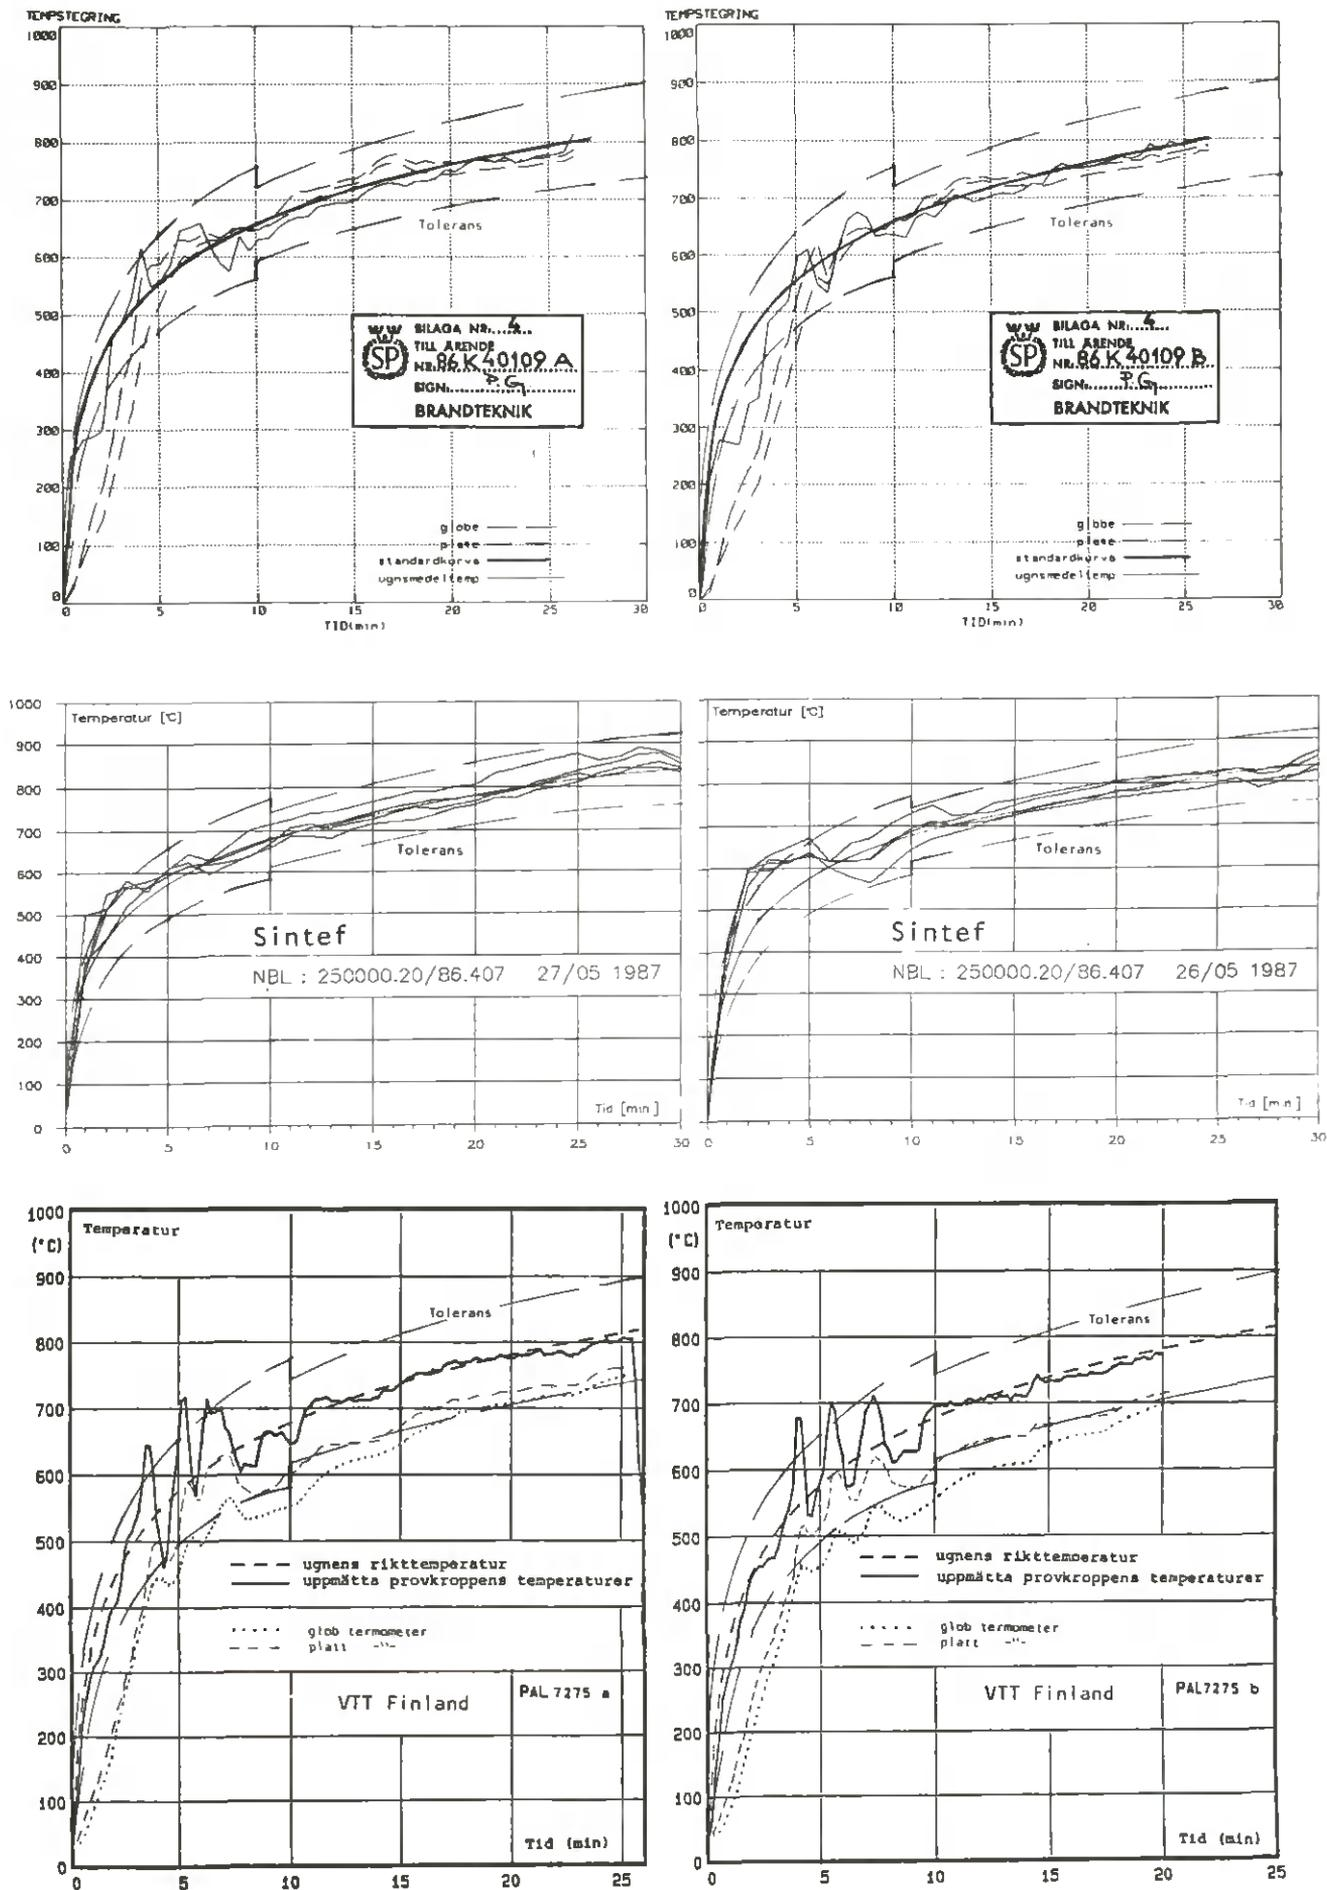 TEMPSTEGRING
1000
900
800
700
600
500
400
300
200
100
0
0 5 10 15 20 25 30
TID(min)
Tolerans
BILAGA NR:....4...
TILL ÄRENDE
NR:86 K 40109 A
SIGN:......P.G
SP
BRANDTEKNIK
globe
plate
standardkurva
ugnsmedeltemp
TEMPSTEGRING
1000
900
800
700
600
500
400
300
200
100
0
0 5 10 15 20 25 30
TID(min)
Tolerans
BILAGA NR:....4...
TILL ÄRENDE
NR:86 K 40109 B
SIGN:......P.G
SP
BRANDTEKNIK
globe
plate
standardkurva
ugnsmedeltemp
1000
900
800
700
600
500
400
300
200
100
0
Temperatur [°C]
Tolerans
Sintef
NBL : 250000.20/86.407 27/05 1987
Tid [min]
0 5 10 15 20 25 30
Temperatur [°C]
Tolerans
Sintef
NBL : 250000.20/86.407 26/05 1987
Tid [min]
0 5 10 15 20 25 30
1000
(°C)
900
800
700
600
500
400
300
200
100
0
Temperatur
Tolerans
ugnens rikttemperatur
uppmätta provkroppens temperaturer
glob termometer
platt -"-
VTT Finland
PAL 7275 a
Tid (min)
0 5 10 15 20 25
1000
(°C)
900
800
700
600
500
400
300
200
100
0
Temperatur
Tolerans
ugnens rikttemperatur
uppmätta provkroppens temperaturer
glob termometer
platt -"-
VTT Finland
PAL7275 b
Tid (min)
0 5 10 15 20 25